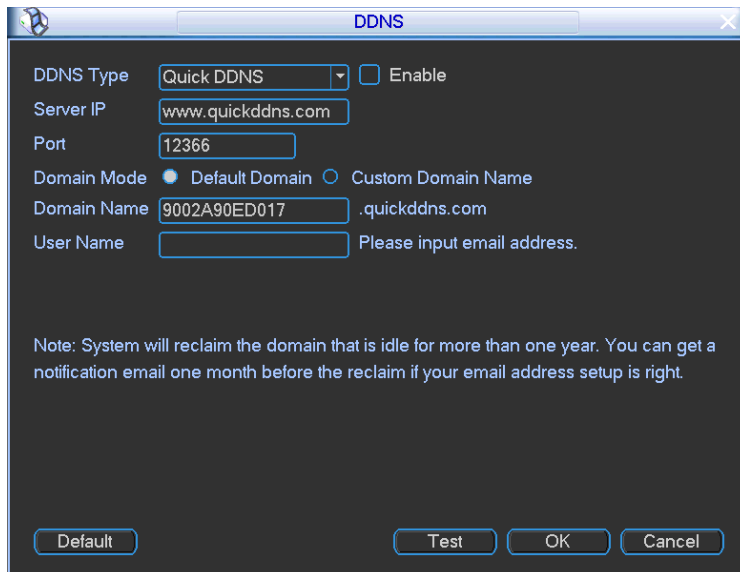 DDNS
DDNS Type Quick DDNS Enable
Server IP www.quickddns.com
Port 12366
Domain Mode Default Domain Custom Domain Name
Domain Name 9002A90ED017 .quickddns.com
User Name Please input email address.
Note: System will reclaim the domain that is idle for more than one year. You can get a
notification email one month before the reclaim if your email address setup is right.
Default Test OK Cancel